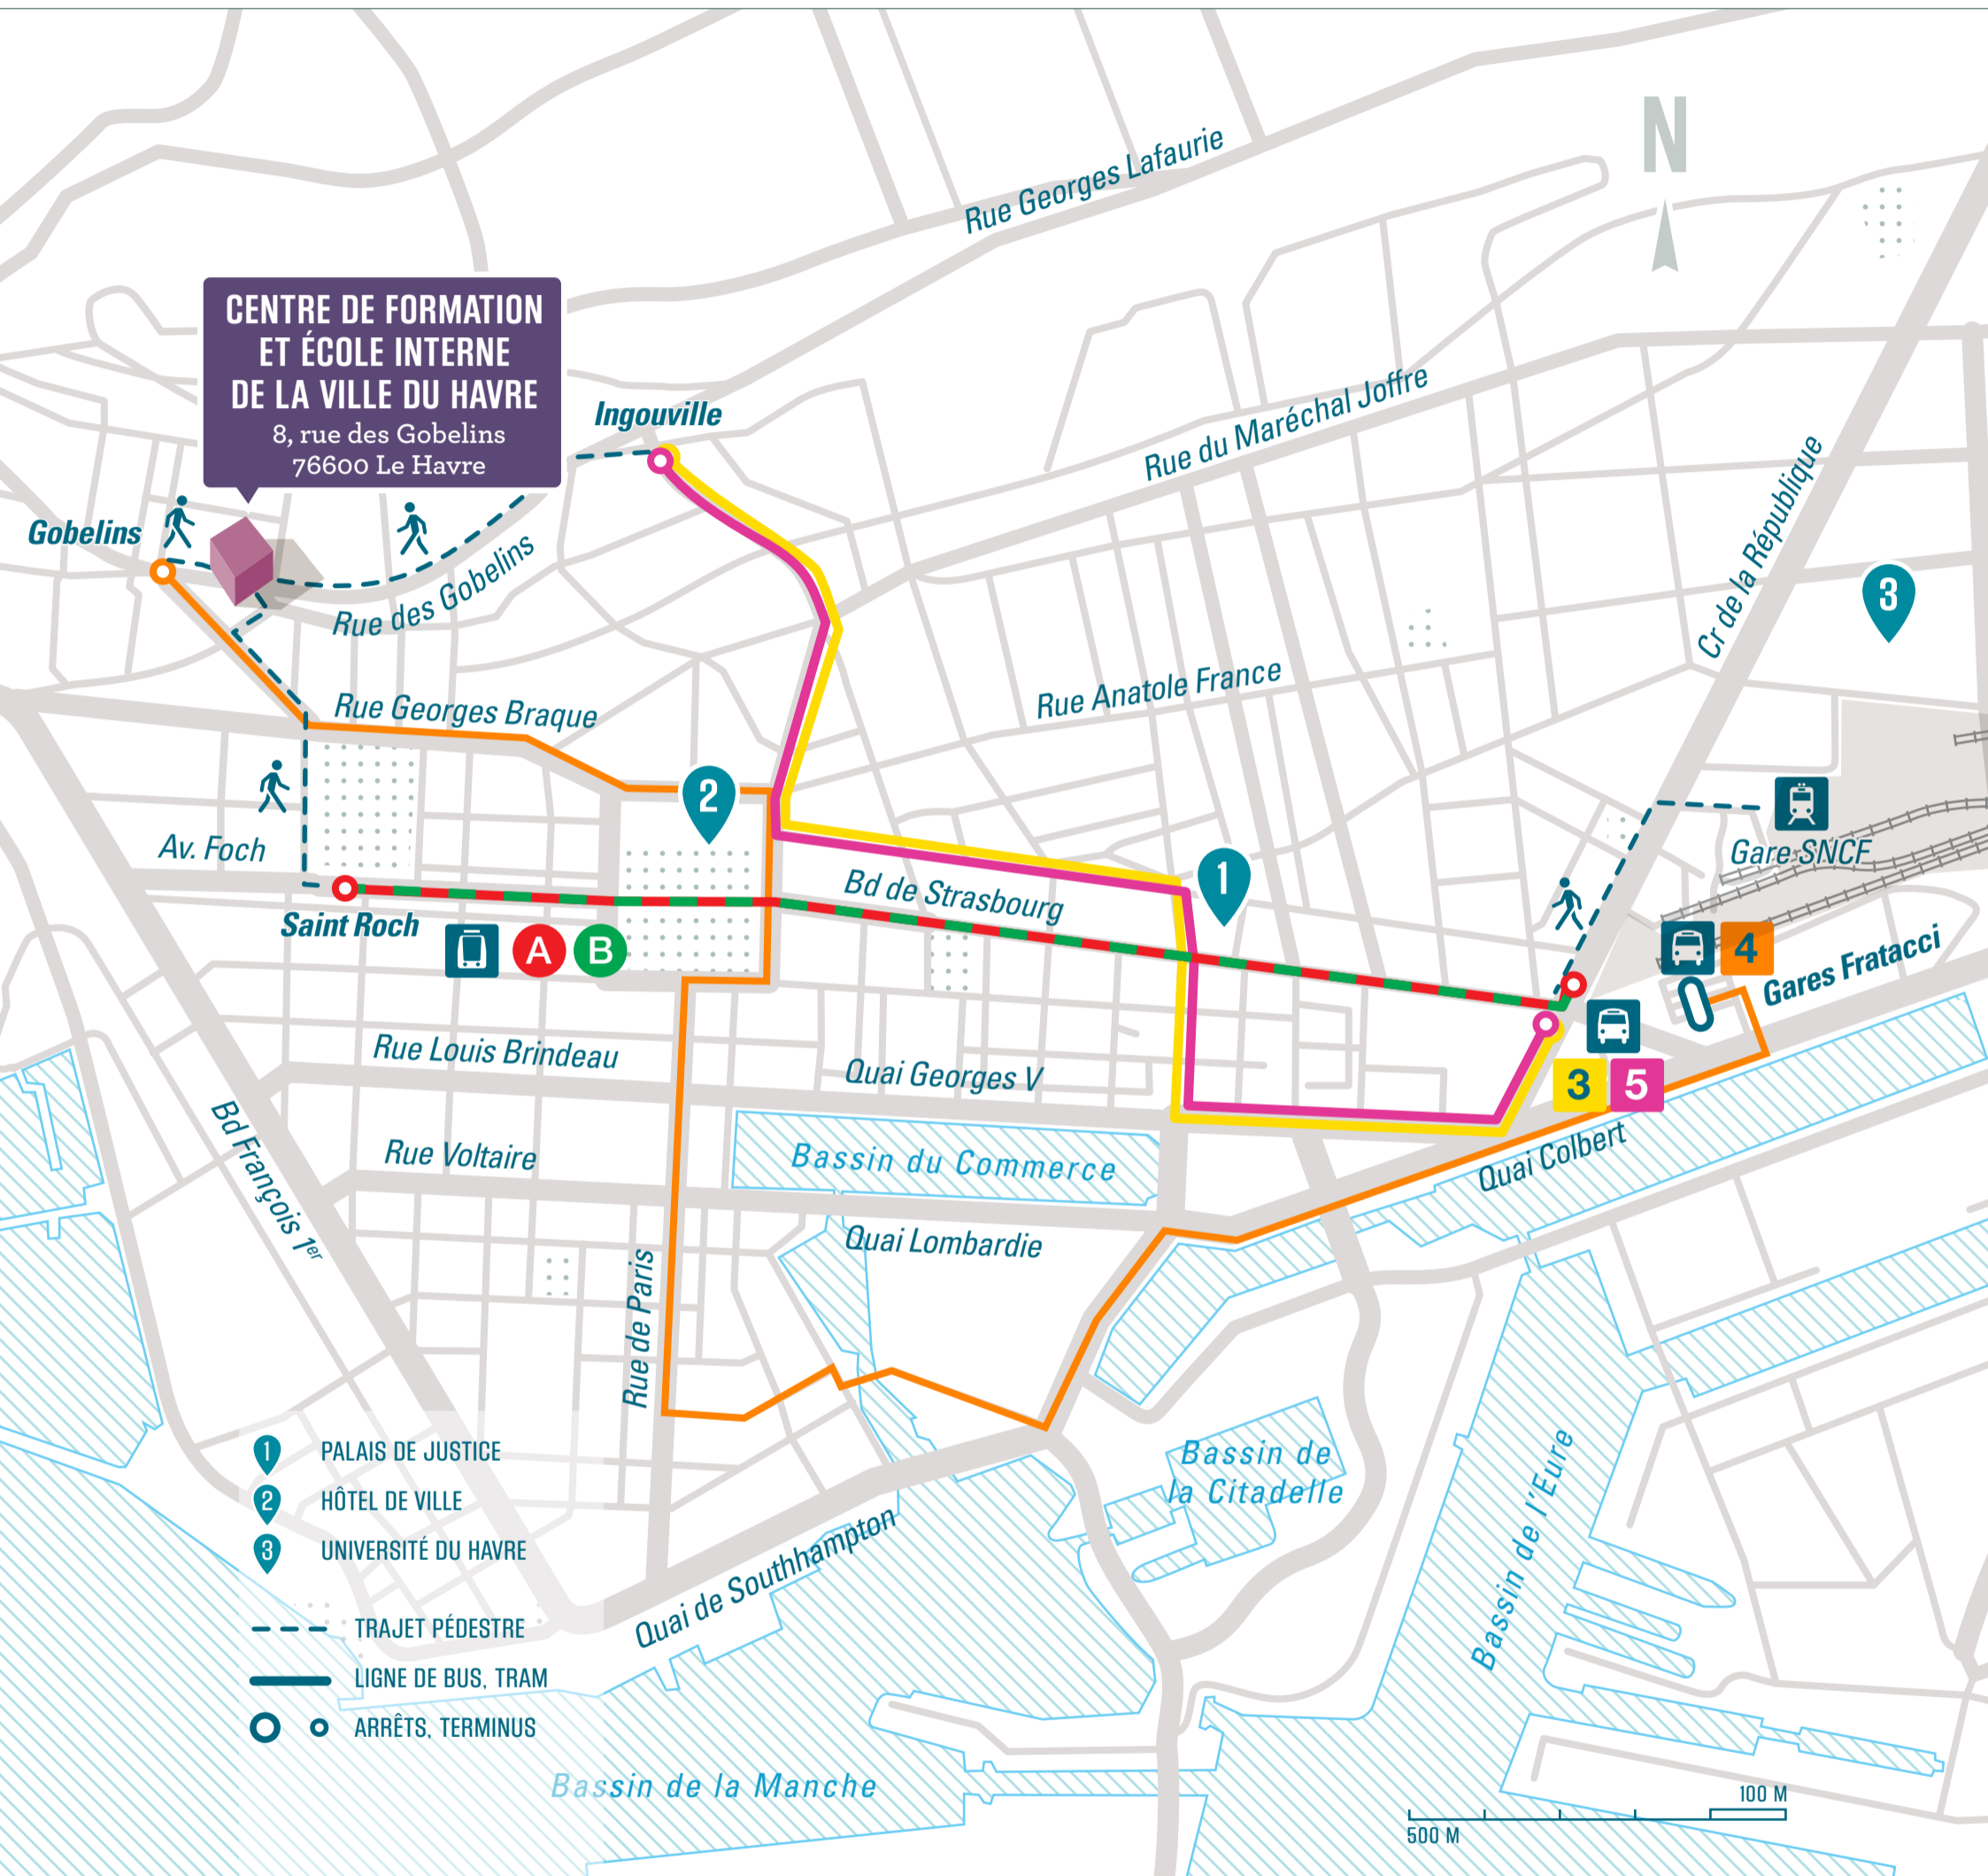 N
Rue Georges Lafaurie
CENTRE DE FORMATION
ET ÉCOLE INTERNE
DE LA VILLE DU HAVRE
8, rue des Gobelins
76600 Le Havre
Ingouville
Rue du Maréchal Joffre
Cr de la République
Gobelins
Rue des Gobelins
3
Rue Anatole France
Rue Georges Braque
2
Av. Foch
Gare SNCF
1
Bd de Strasbourg
Saint Roch
A
B
4
Gares Fratacci
Rue Louis Brindeau
Quai Georges V
3
5
Bd François 1er
Rue Voltaire
Bassin du Commerce
Quai Colbert
Quai Lombardie
Rue de Paris
Bassin de
la Citadelle
Bassin de l'Eure
1 PALAIS DE JUSTICE
2 HÔTEL DE VILLE
3 UNIVERSITÉ DU HAVRE
Quai de Southhampton
TRAJET PÉDESTRE
LIGNE DE BUS, TRAM
ARRÊTS, TERMINUS
Bassin de la Manche
100 M
500 M